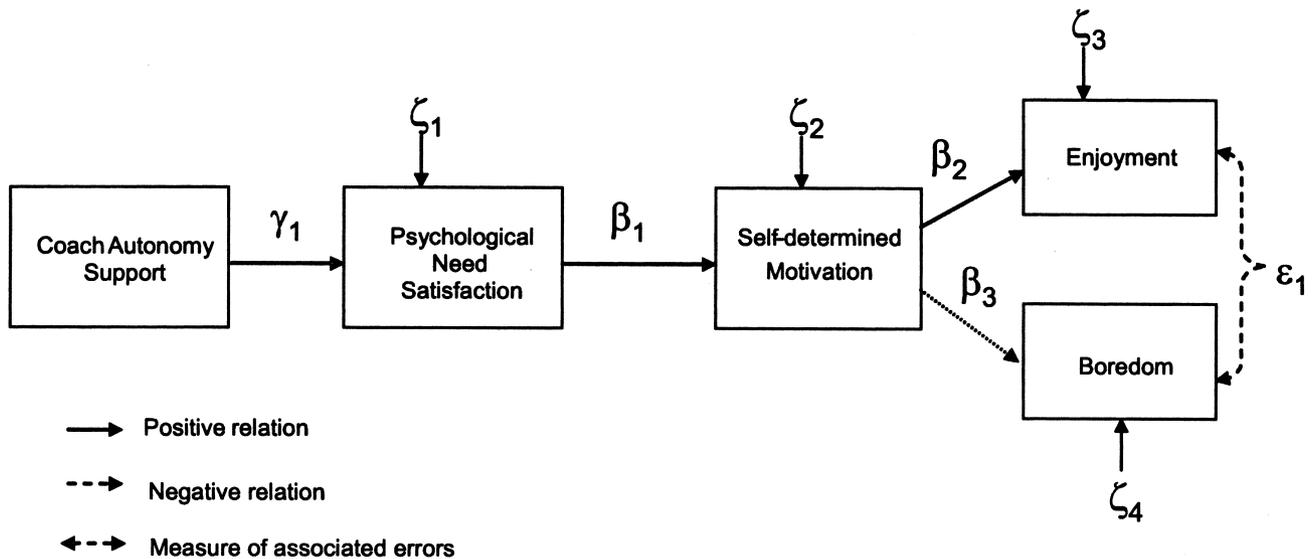 ζ3
ζ1
ζ2
β2
Enjoyment
Coach Autonomy
Support
γ1
Psychological
Need
Satisfaction
β1
Self-determined
Motivation
β3
ε1
Boredom
ζ4
Positive relation
Negative relation
Measure of associated errors